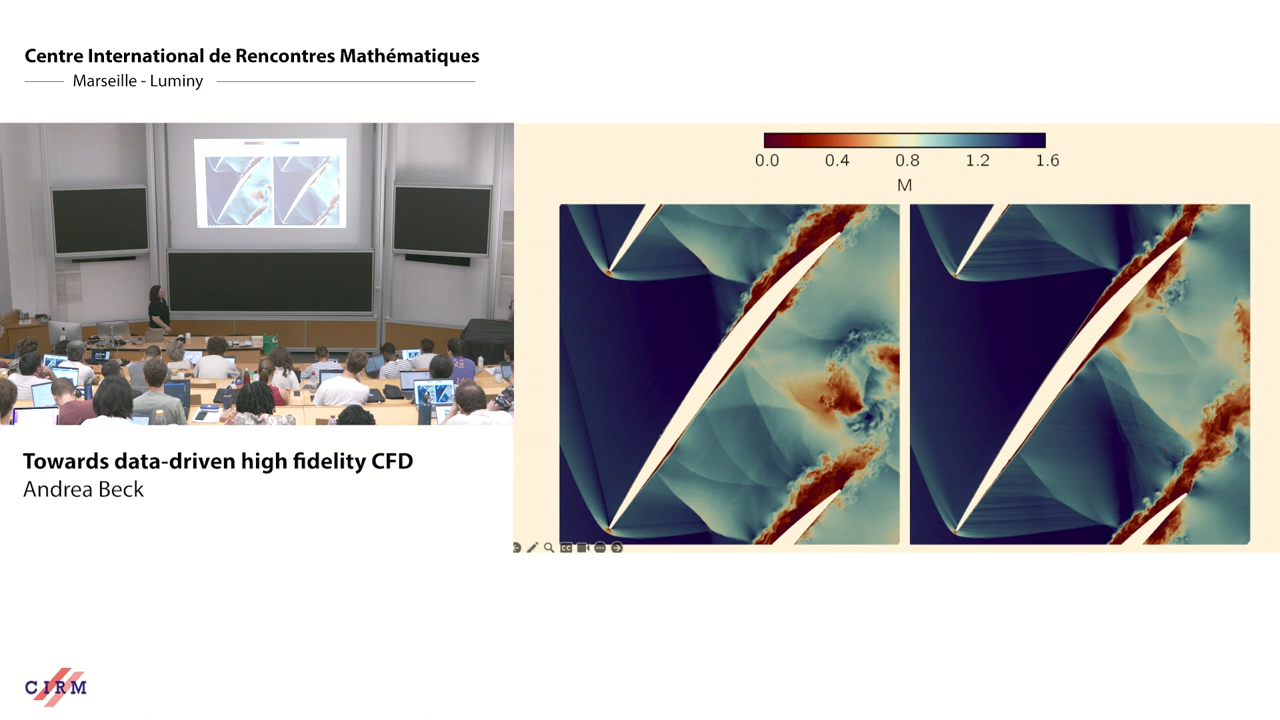 Centre International de Rencontres Mathématiques
Marseille - Luminy
0.0 0.4 0.8 1.2 1.6
M
Towards data-driven high fidelity CFD
Andrea Beck
CC
CIRM